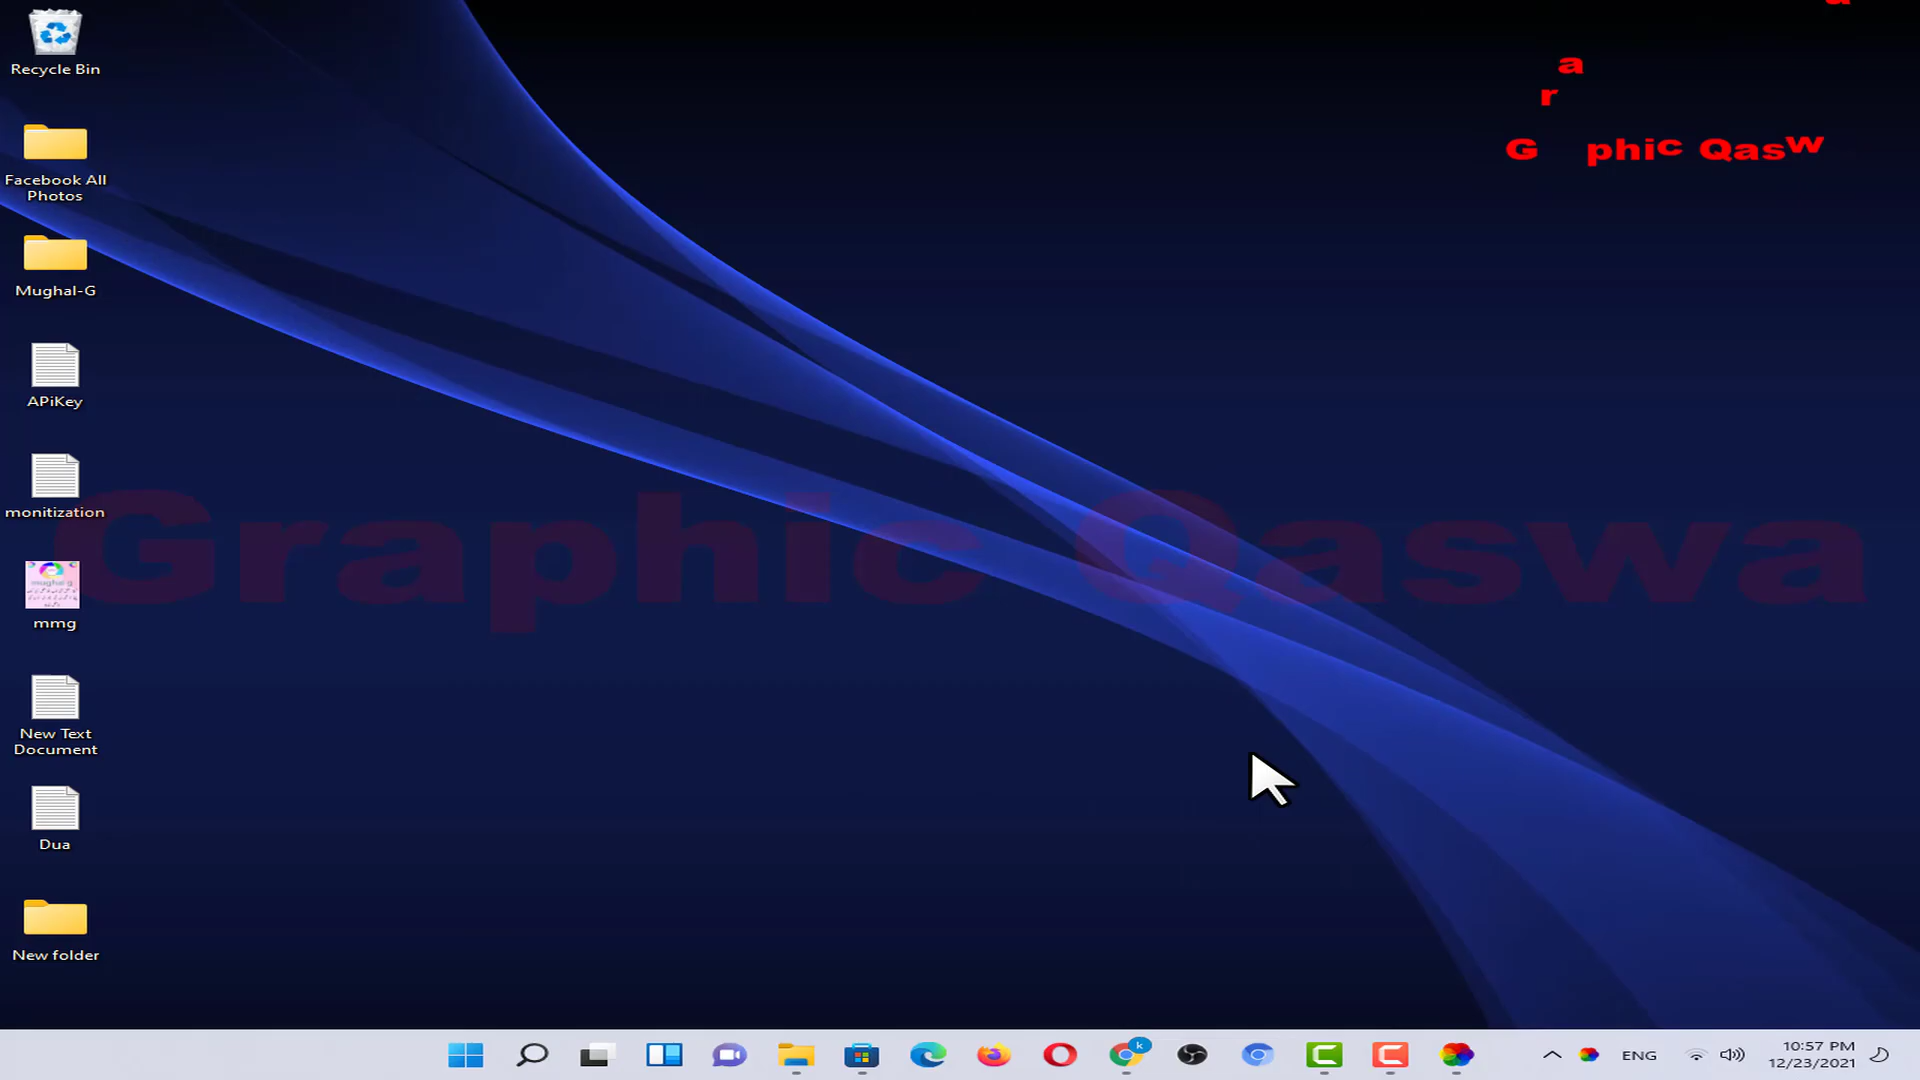 Recycle Bin
a
a
r
G phic Qasw
Facebook All
Photos
Mughal-G
APiKey
monitization
Graphic Qaswa
mmg
New Text
Document
Dua
New folder
k
ENG
10:57 PM
12/23/2021